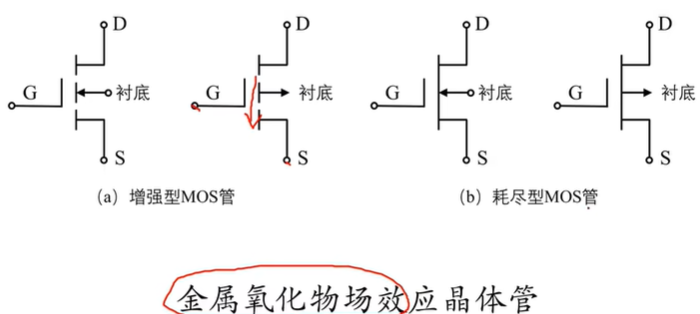 D D D D
G 衬底 G 衬底 G 衬底 G 衬底
S S S S
(a) 增强型MOS管 (b) 耗尽型MOS管
金属氧化物场效应晶体管